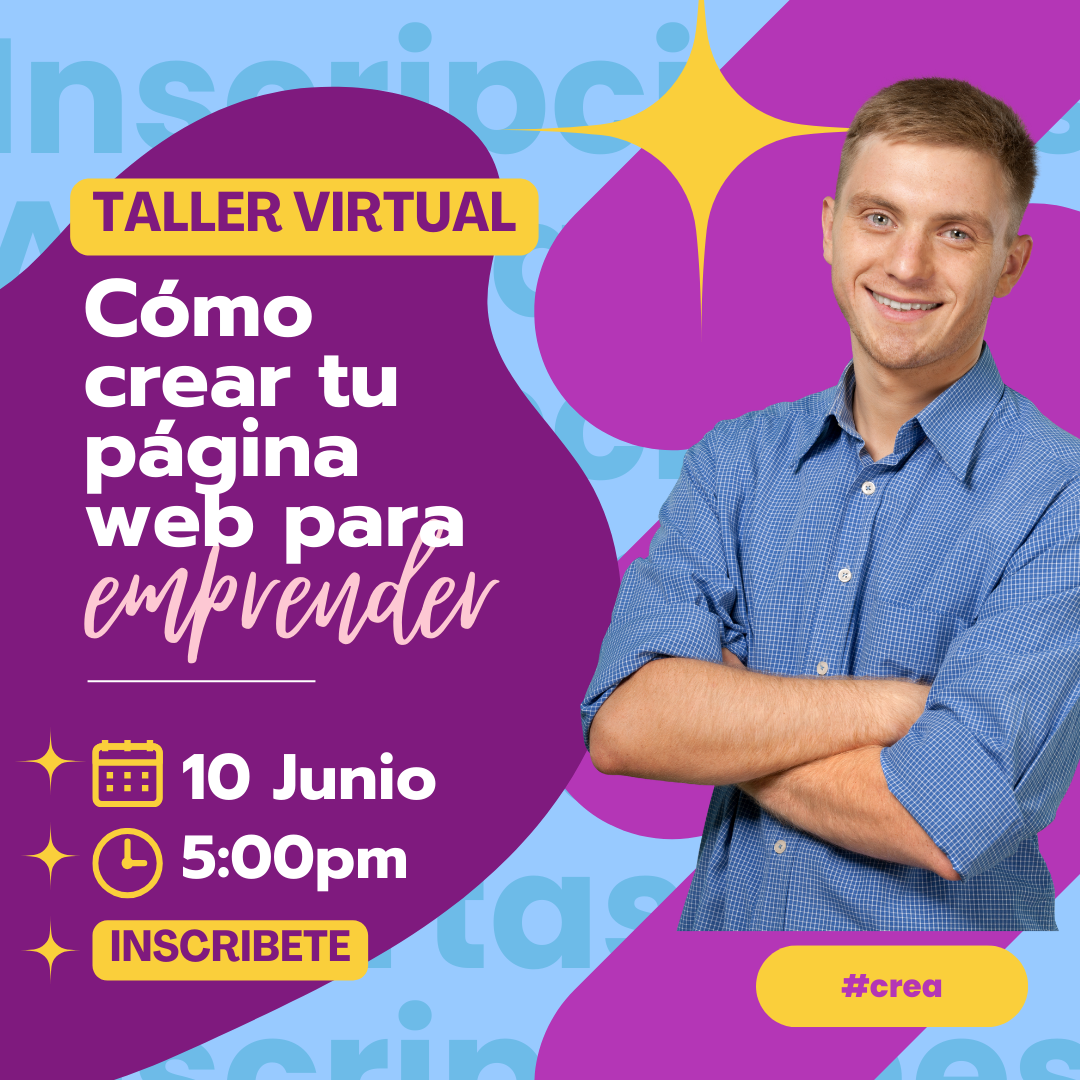 TALLER VIRTUAL
Cómo
crear tu
página
web para
emprender
10 Junio
5:00pm
INSCRIBETE
#crea